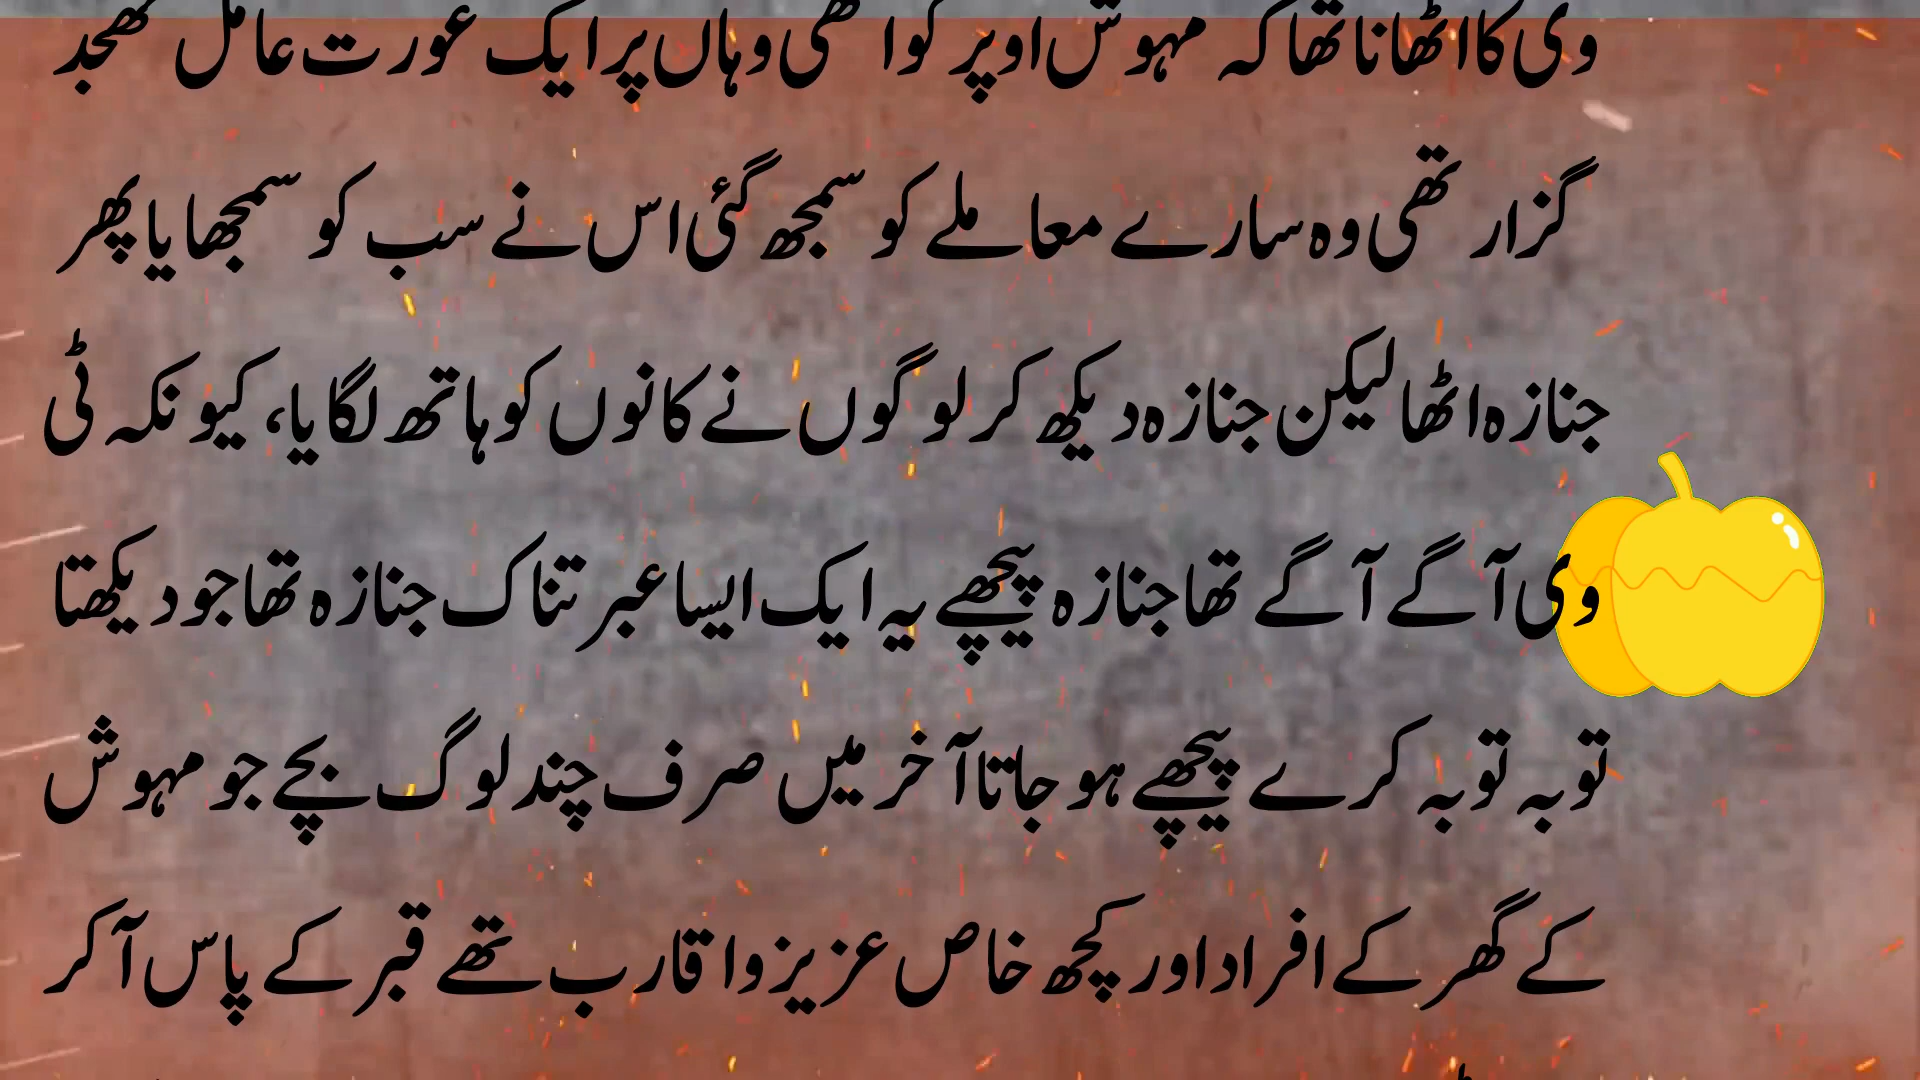 وی کا اٹھانا تھا کہ مہوش اوپر کو اٹھی وہاں پر ایک عورت عامل تھجد
گزار تھی وہ سارے معاملے کو سمجھ گئی اس نے سب کو سمجھایا پھر
جنازہ اٹھا لیکن جنازہ دیکھ کر لوگوں نے کانوں کو ہاتھ لگایا، کیونکہ ٹی
وی آگے آگے تھا جنازہ پیچھے یہ ایک ایسا عبرتناک جنازہ تھا جو دیکھتا
توبہ توبہ کرے پیچھے ہو جاتا آخر میں صرف چند لوگ بچے جو مہوش
کے گھر کے افراد اور کچھ خاص عزیز و اقارب تھے قبر کے پاس آ کر